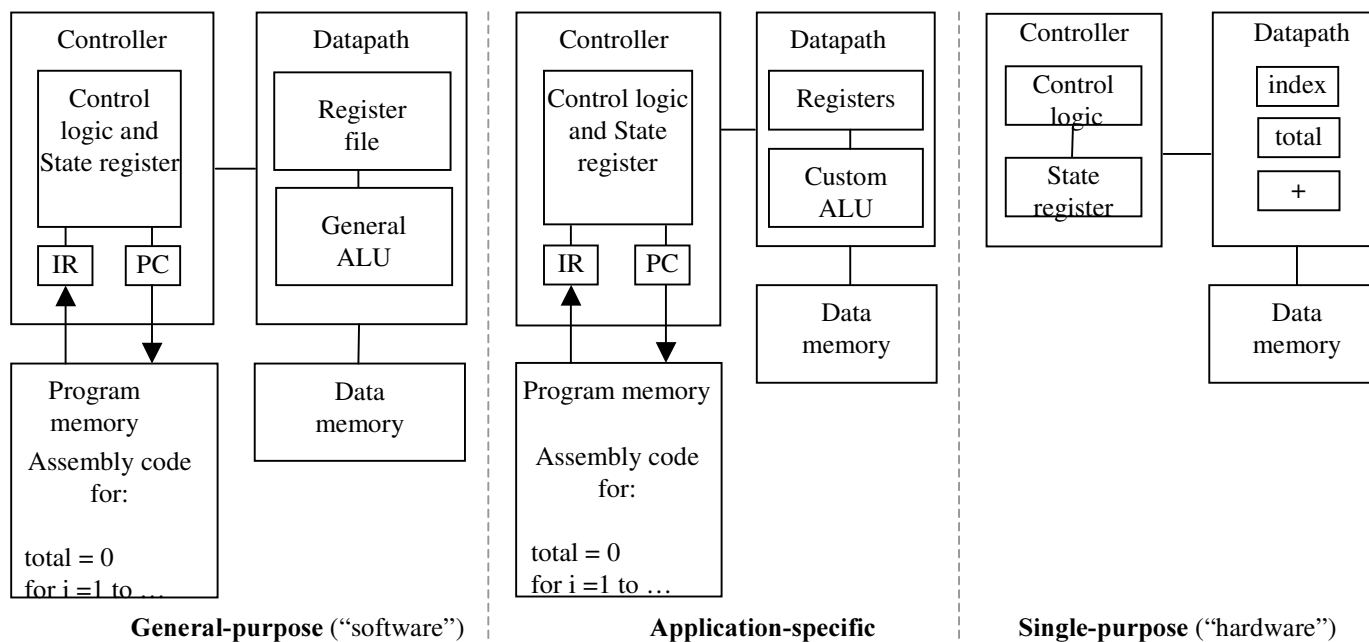 Controller
Control
logic and
State register
IR
PC
Datapath
Register
file
General
ALU
Program
memory
Assembly code
for:
total = 0
for i =1 to …
Data
memory
General-purpose (“software”)
Controller
Control logic
and State
register
IR
PC
Datapath
Registers
Custom
ALU
Data
memory
Program memory
Assembly code
for:
total = 0
for i =1 to …
Application-specific
Controller
Control
logic
State
register
Datapath
index
total
+
Data
memory
Single-purpose (“hardware”)